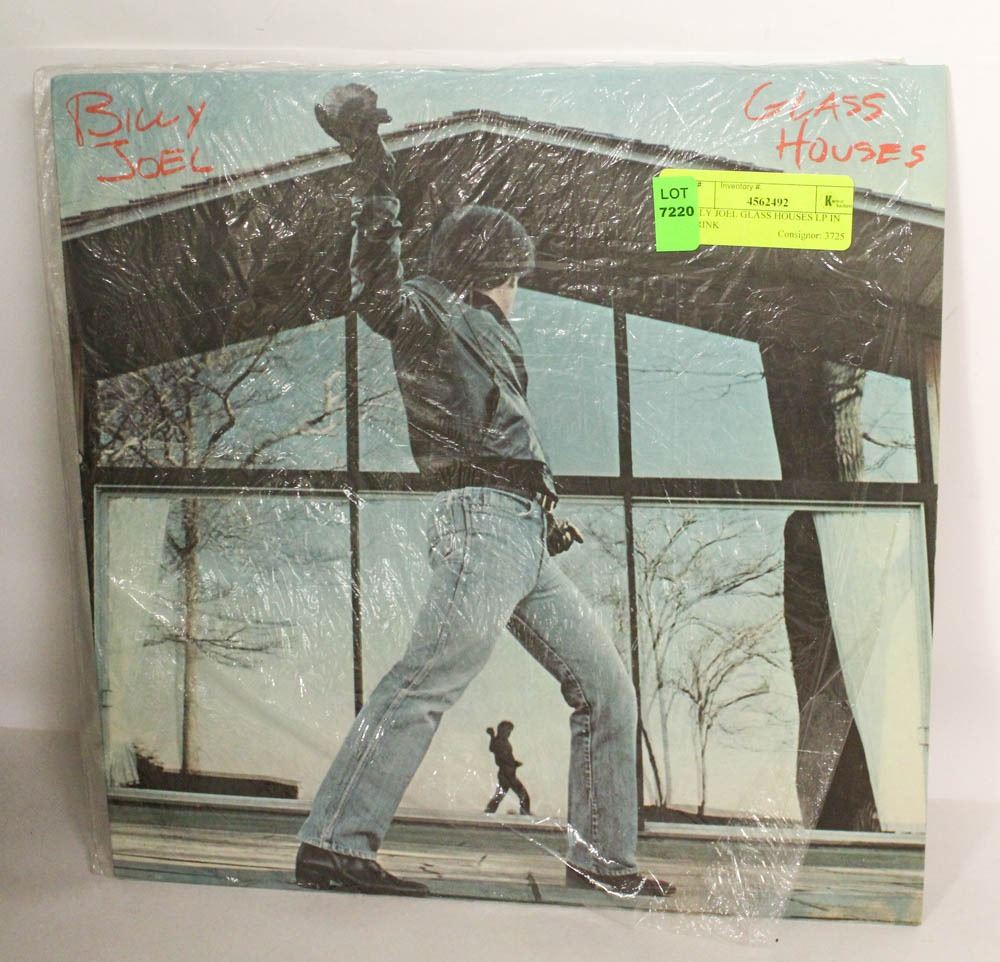 BILLY
JOEL
GLASS
HOUSES
LOT
7220
#
Inventory #:
4562492
LY JOEL GLASS HOUSES LP IN
RINK
Consignor: 3725